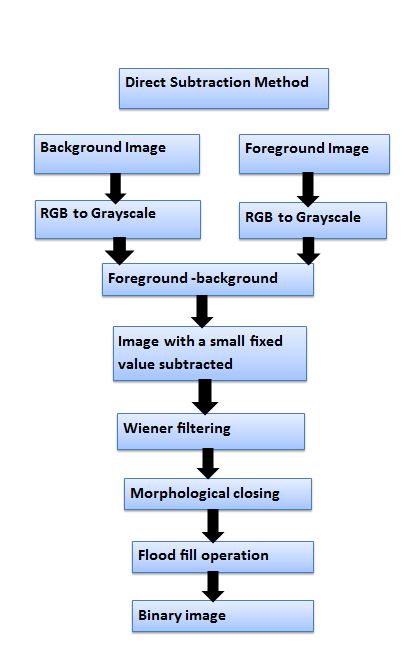 Direct Subtraction Method
Background Image
Foreground Image
RGB to Grayscale
RGB to Grayscale
Foreground -background
Image with a small fixed
value subtracted
Wiener filtering
Morphological closing
Flood fill operation
Binary image